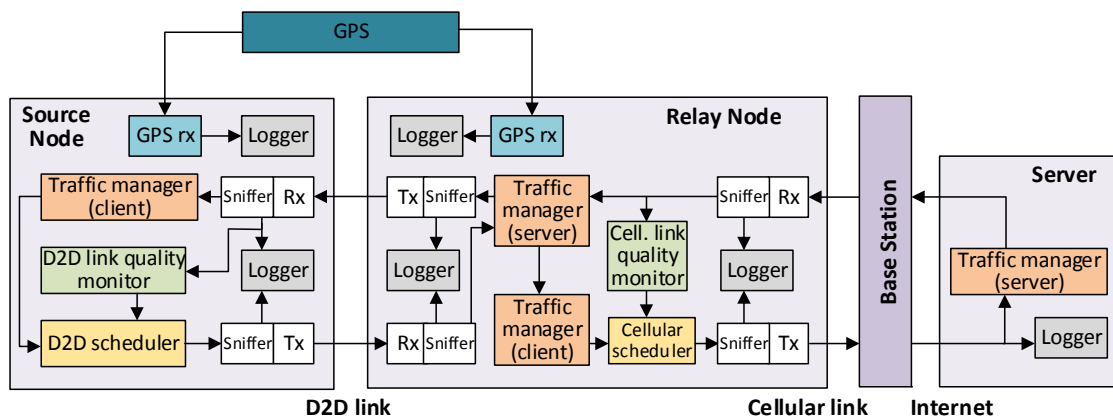 GPS
Source
Node
GPS rx
Logger
Traffic manager
(client)
Sniffer
Rx
D2D link quality
monitor
Logger
D2D scheduler
Sniffer
Tx
Relay Node
Logger
GPS rx
Tx
Sniffer
Traffic
manager
(server)
Cell. link
quality
monitor
Sniffer
Rx
Logger
Logger
Rx
Sniffer
Traffic
manager
(client)
Cellular
scheduler
Sniffer
Tx
Base Station
Server
Traffic manager
(server)
Logger
D2D link
Cellular link
Internet